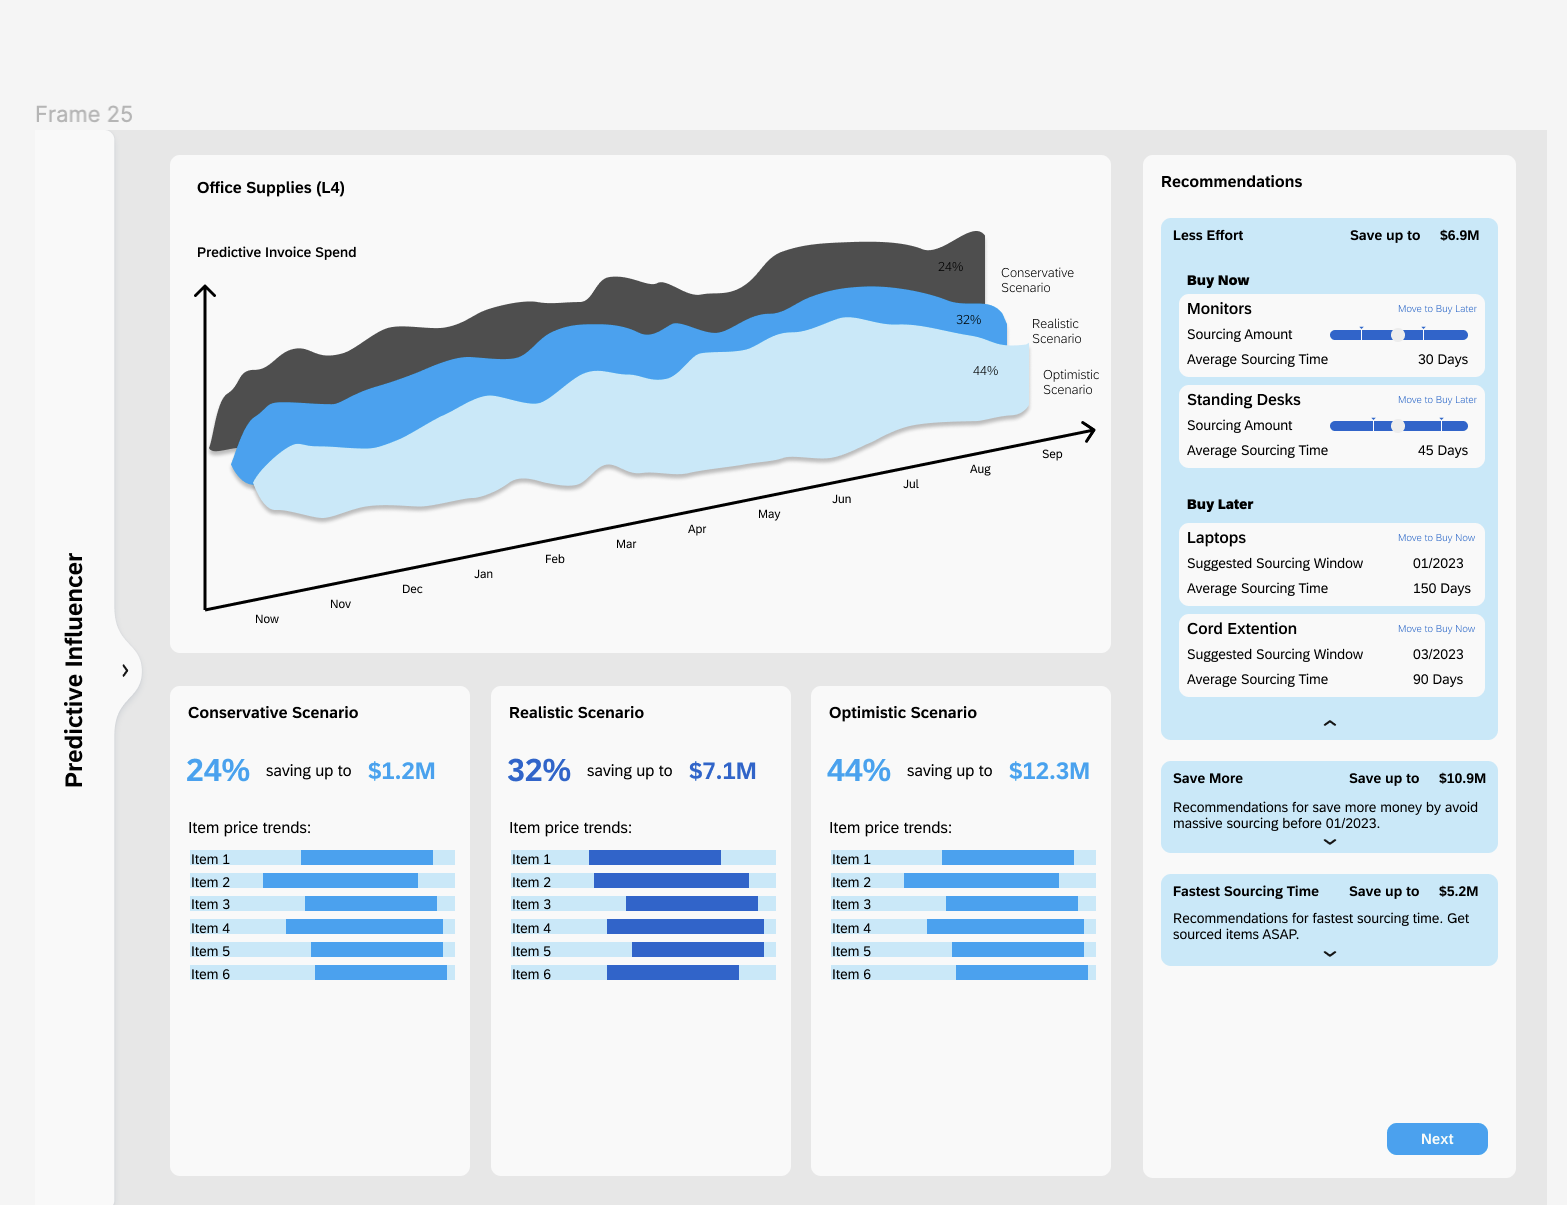 Frame 25
Predictive Influencer
Office Supplies (L4)
Predictive Invoice Spend
24%
Conservative
Scenario
32%
Realistic
Scenario
44%
Optimistic
Scenario
Now
Nov
Dec
Jan
Feb
Mar
Apr
May
Jun
Jul
Aug
Sep
Conservative Scenario
24% saving up to $1.2M
Item price trends:
Item 1
Item 2
Item 3
Item 4
Item 5
Item 6
Realistic Scenario
32% saving up to $7.1M
Item price trends:
Item 1
Item 2
Item 3
Item 4
Item 5
Item 6
Optimistic Scenario
44% saving up to $12.3M
Item price trends:
Item 1
Item 2
Item 3
Item 4
Item 5
Item 6
Recommendations
Less Effort Save up to $6.9M
Buy Now
Monitors Move to Buy Later
Sourcing Amount
Average Sourcing Time 30 Days
Standing Desks Move to Buy Later
Sourcing Amount
Average Sourcing Time 45 Days
Buy Later
Laptops Move to Buy Now
Suggested Sourcing Window 01/2023
Average Sourcing Time 150 Days
Cord Extention Move to Buy Now
Suggested Sourcing Window 03/2023
Average Sourcing Time 90 Days
Save More Save up to $10.9M
Recommendations for save more money by avoid
massive sourcing before 01/2023.
Fastest Sourcing Time Save up to $5.2M
Recommendations for fastest sourcing time. Get
sourced items ASAP.
Next